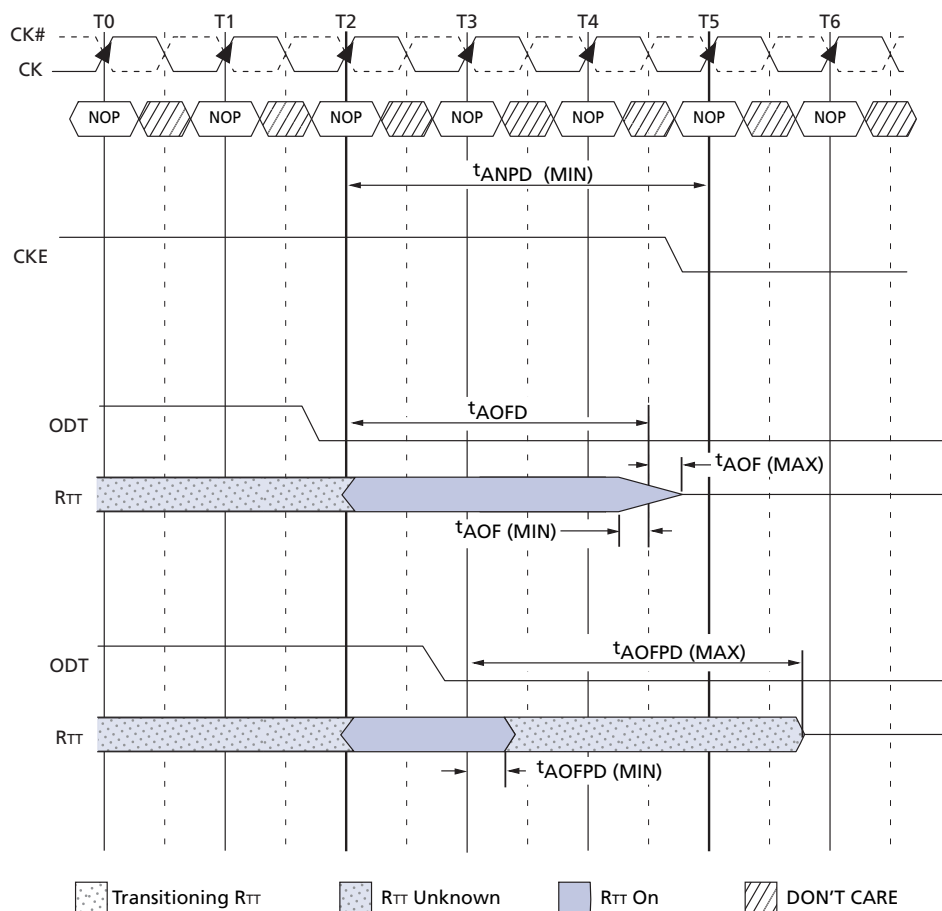 T0 T1 T2 T3 T4 T5 T6
CK#
CK
NOP NOP NOP NOP NOP NOP NOP
tANPD (MIN)
CKE
tAOFD
ODT
tAOF (MAX)
RTT
tAOF (MIN)
tAOFPD (MAX)
ODT
RTT
tAOFPD (MIN)
Transitioning RTT RTT Unknown RTT On DON'T CARE